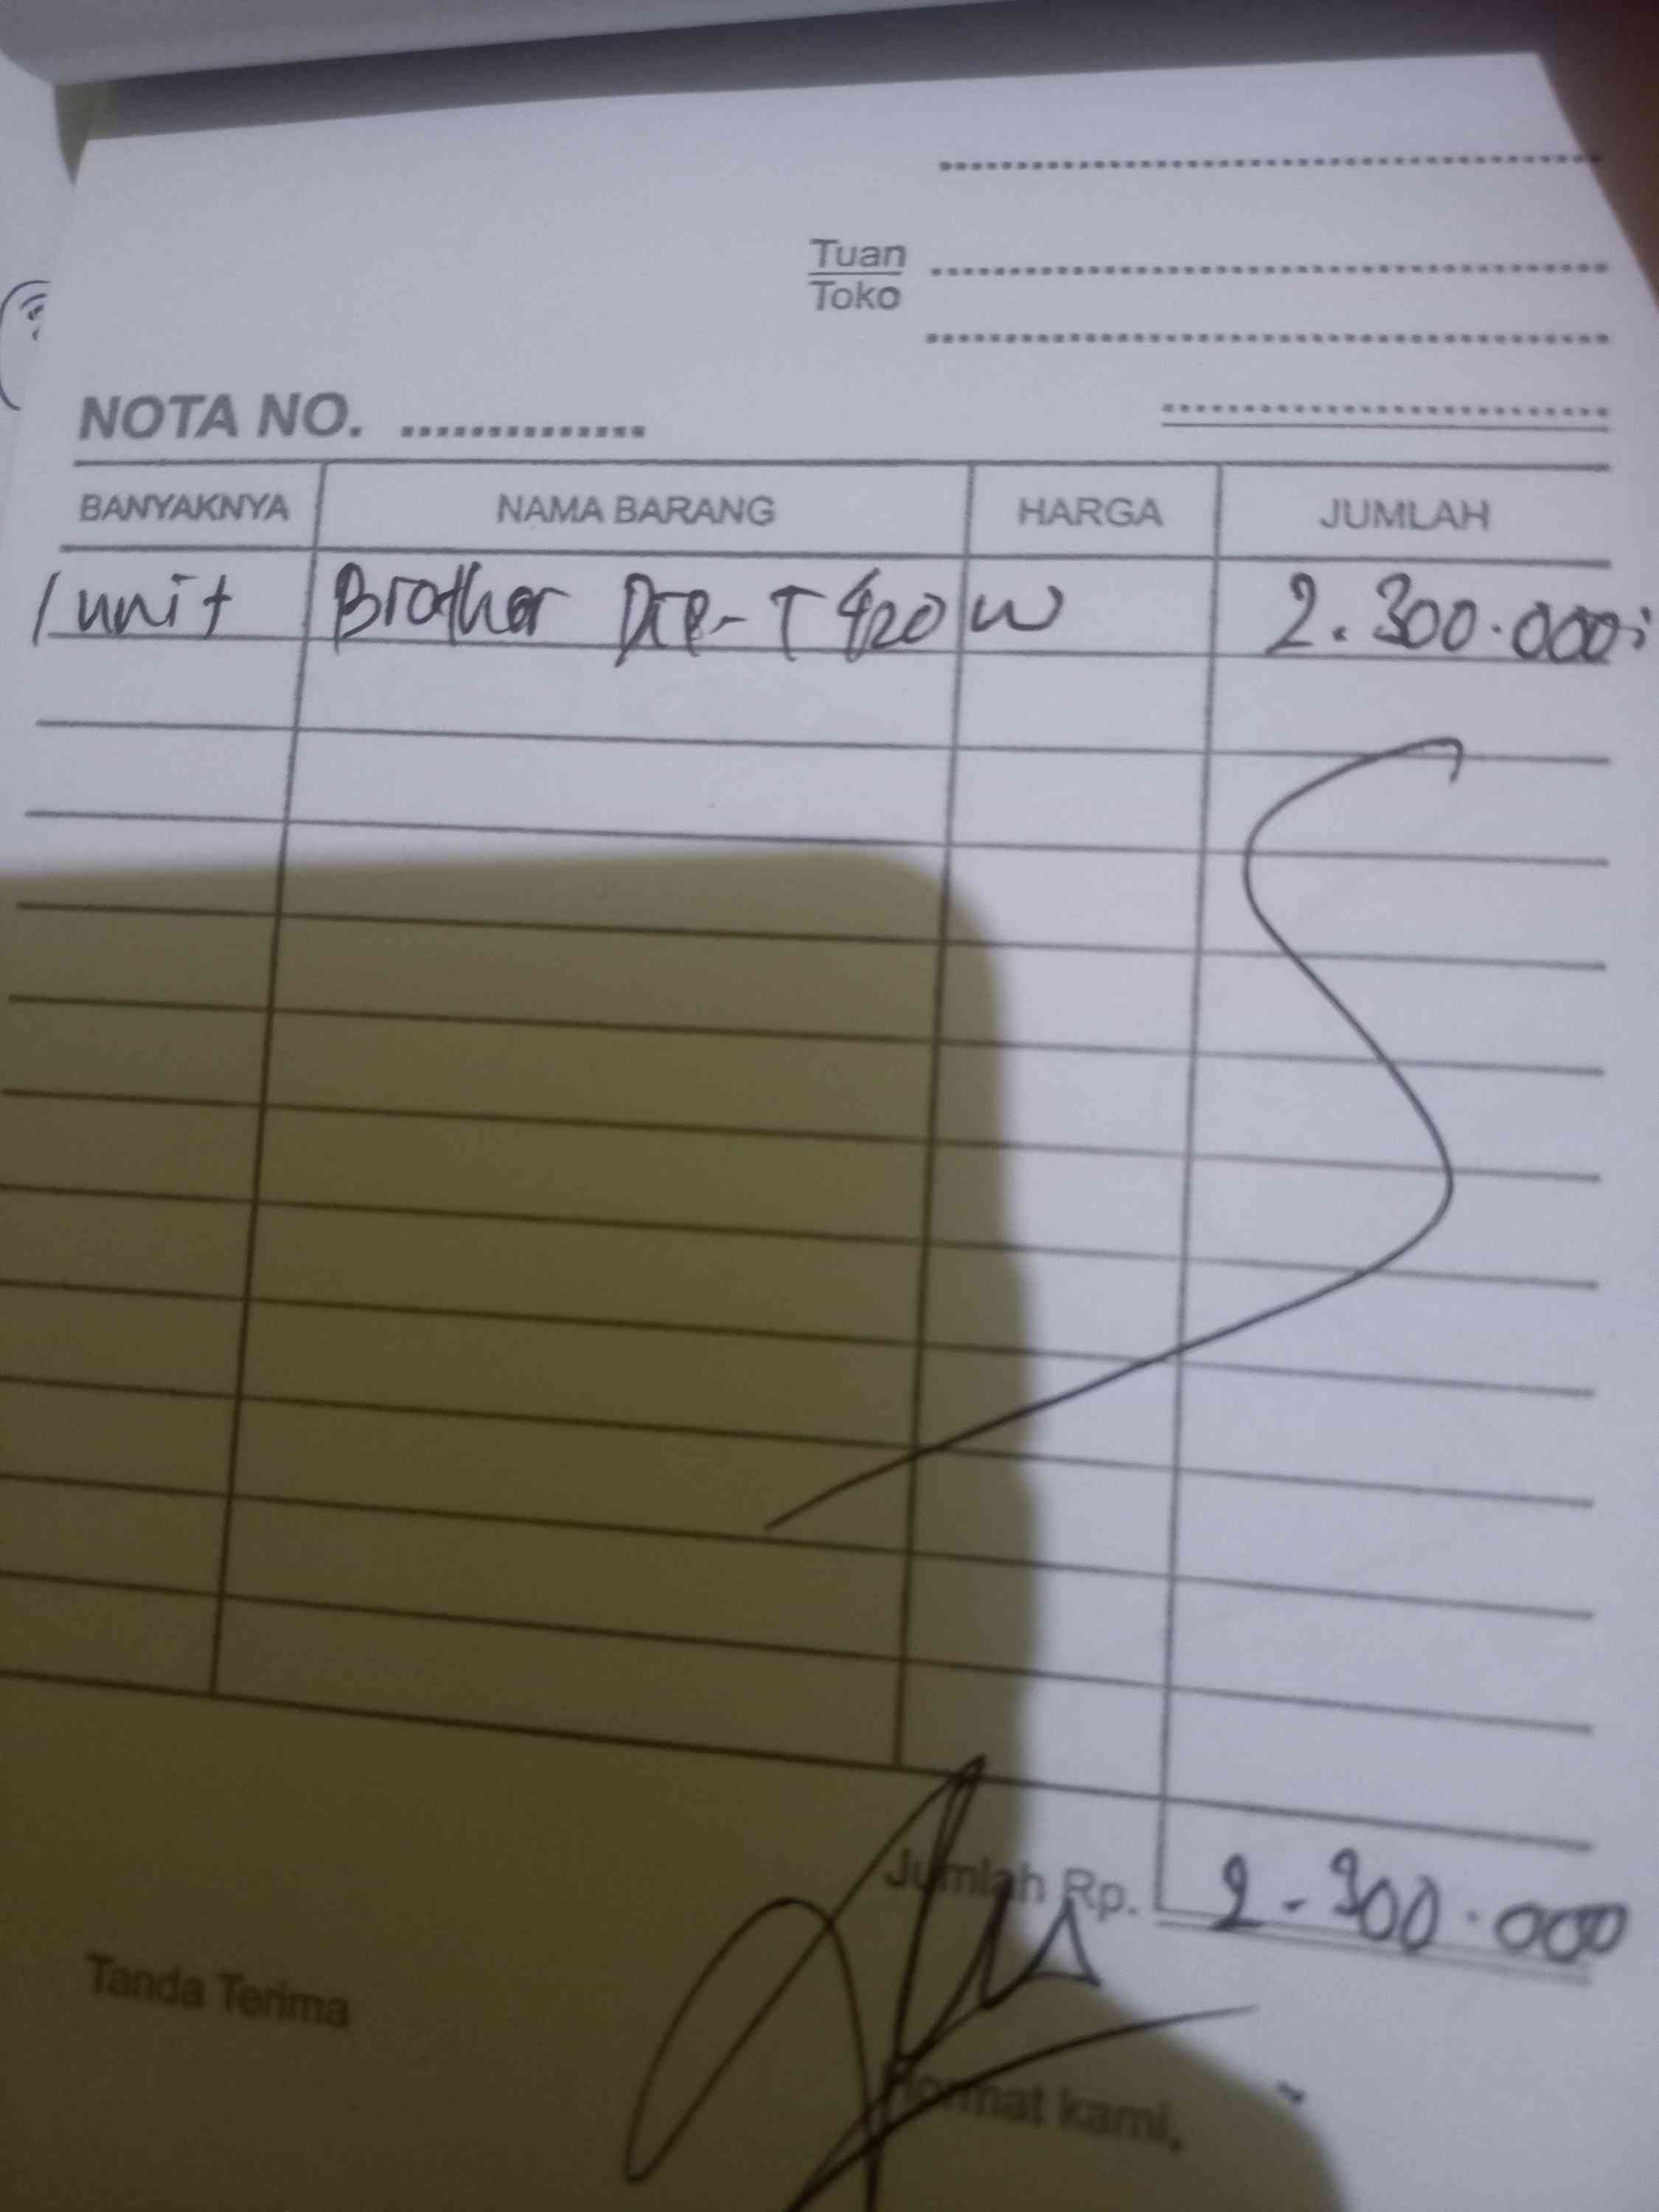 Tuan
Toko
NOTA NO. ..............
BANYAKNYA NAMA BARANG HARGA JUMLAH
1 unit Brother DCP-T420W 2.300.000,-
Jumlah Rp. 2.300.000
Tanda Terima
Hormat kami,